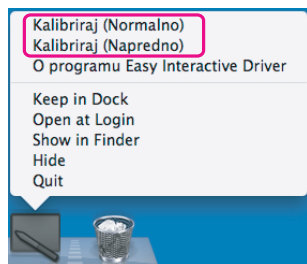 Kalibriraj (Normalno)
Kalibriraj (Napredno)
O programu Easy Interactive Driver
Keep in Dock
Open at Login
Show in Finder
Hide
Quit